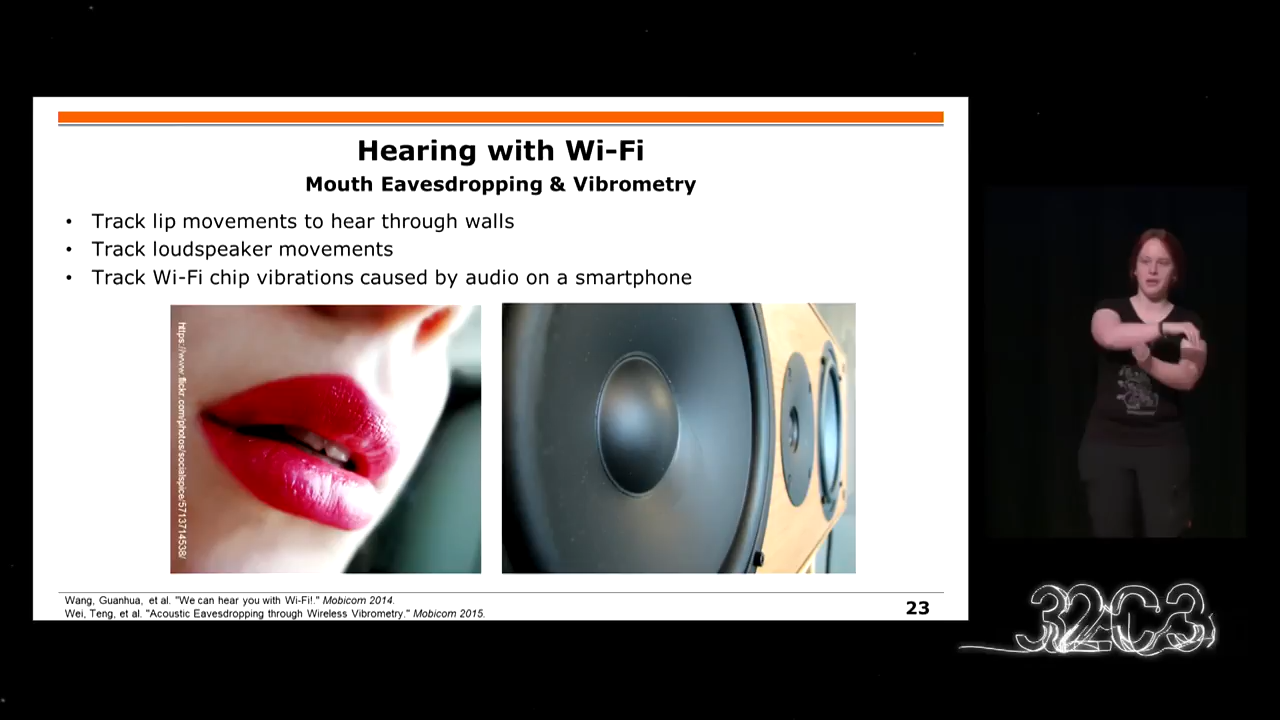 Hearing with Wi-Fi
Mouth Eavesdropping & Vibrometry
• Track lip movements to hear through walls
• Track loudspeaker movements
• Track Wi-Fi chip vibrations caused by audio on a smartphone
https://www.flickr.com/photos/socialspice/5713714538/
Wang, Guanhua, et al. "We can hear you with Wi-Fi!." Mobicom 2014.
Wei, Teng, et al. "Acoustic Eavesdropping through Wireless Vibrometry." Mobicom 2015.
23
32C3